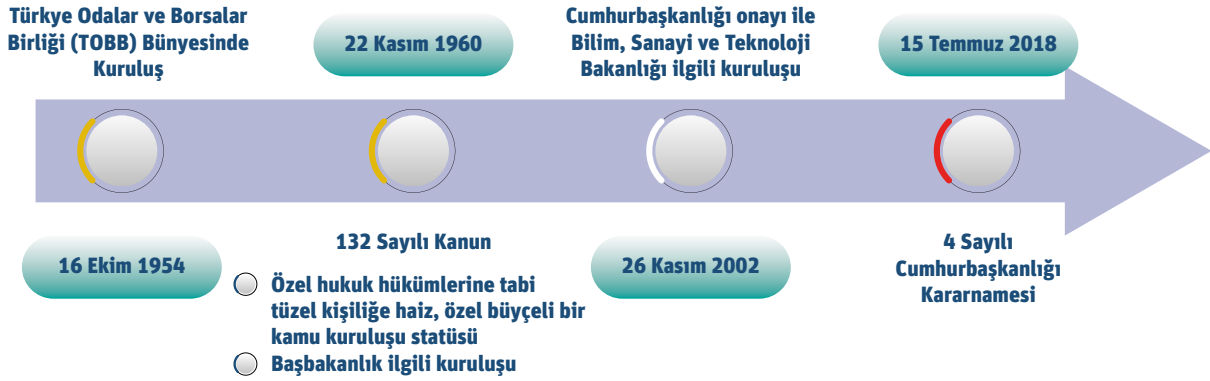 Türkiye Odalar ve Borsalar
Birliği (TOBB) Bünyesinde
Kuruluş
16 Ekim 1954
22 Kasım 1960
132 Sayılı Kanun
Özel hukuk hükümlerine tabi
tüzel kişiliğe haiz, özel büyçeli bir
kamu kuruluşu statüsü
Başbakanlık ilgili kuruluşu
Cumhurbaşkanlığı onayı ile
Bilim, Sanayi ve Teknoloji
Bakanlığı ilgili kuruluşu
26 Kasım 2002
15 Temmuz 2018
4 Sayılı
Cumhurbaşkanlığı
Kararnamesi